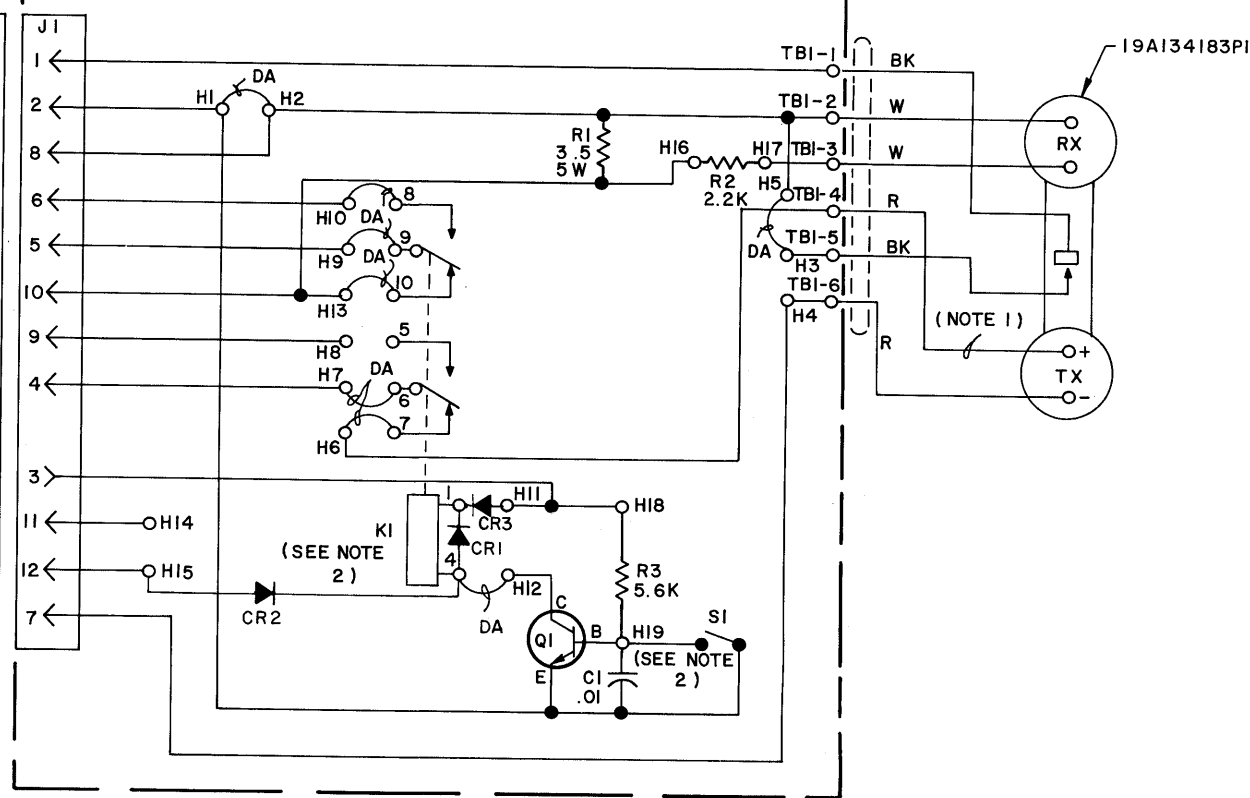 J1
1
2
8
6
5
10
9
4
3
11
12
7
H1
DA
H2
R1
3.5
5W
H16
R2
2.2K
H17
H5
TB1-1
TB1-2
TB1-3
TB1-4
TB1-5
TB1-6
DA
H3
H4
BK
W
W
R
BK
R
19A134183P1
RX
(NOTE 1)
+
TX
-
H10
DA
8
H9
DA
9
H13
10
H8
5
H7
DA
6
H6
7
K1
(SEE NOTE
2)
1
CR3
H11
H18
CR1
4
H12
DA
H14
H15
CR2
R3
5.6K
C
Q1
B
E
H19
S1
(SEE NOTE
2)
C1
.01